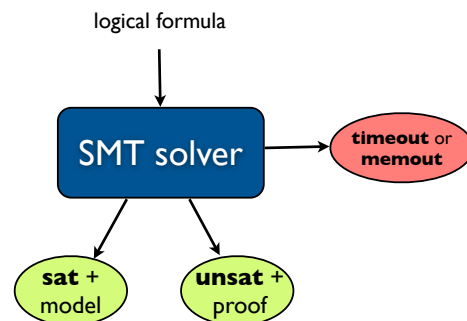 logical formula
SMT solver
timeout or
memout
sat +
model
unsat +
proof